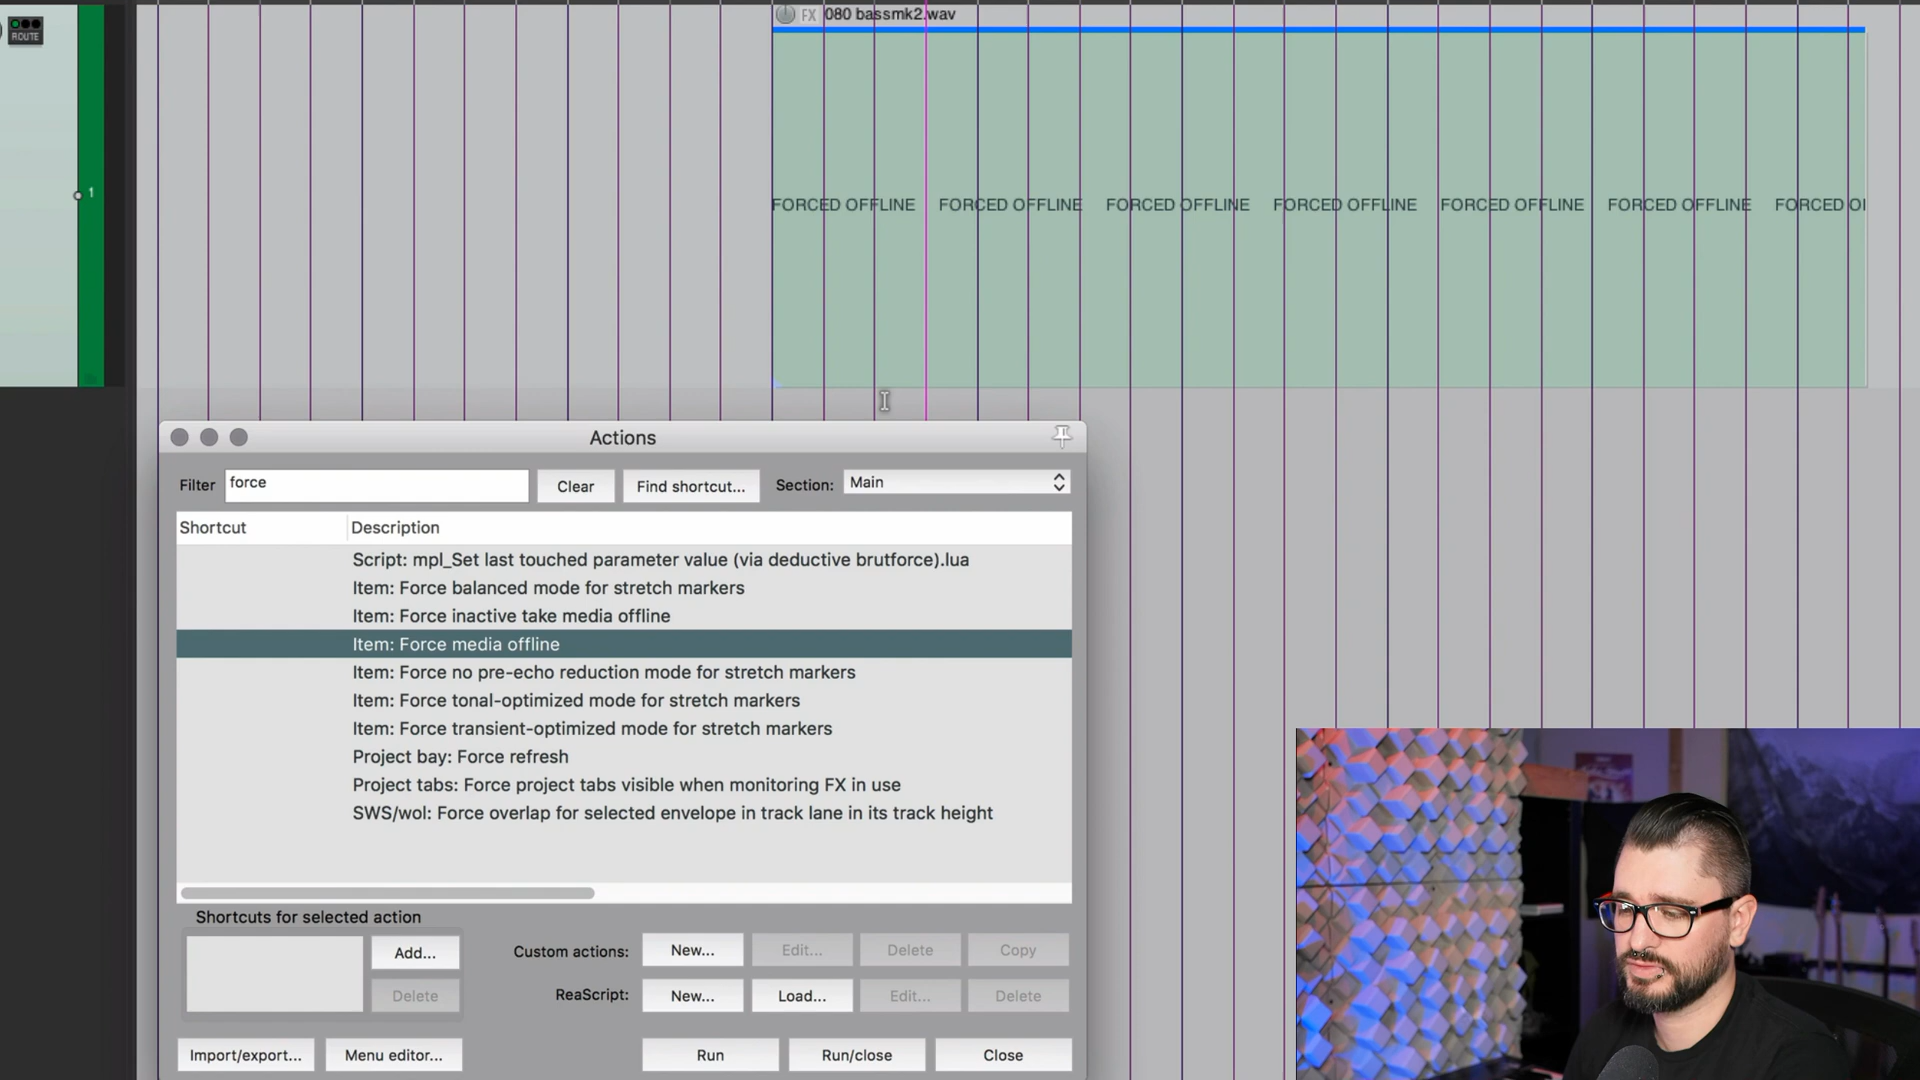 FX 080 bassmk2.wav
ROUTE
1
FORCED OFFLINE FORCED OFFLINE FORCED OFFLINE FORCED OFFLINE FORCED OFFLINE FORCED OFFLINE FORCED OI
Actions
Filter force Clear Find shortcut... Section: Main
Shortcut Description
Script: mpl_Set last touched parameter value (via deductive brutforce).lua
Item: Force balanced mode for stretch markers
Item: Force inactive take media offline
Item: Force media offline
Item: Force no pre-echo reduction mode for stretch markers
Item: Force tonal-optimized mode for stretch markers
Item: Force transient-optimized mode for stretch markers
Project bay: Force refresh
Project tabs: Force project tabs visible when monitoring FX in use
SWS/wol: Force overlap for selected envelope in track lane in its track height
Shortcuts for selected action
Add... Custom actions: New... Edit... Delete Copy
Delete ReaScript: New... Load... Edit... Delete
Import/export... Menu editor... Run Run/close Close